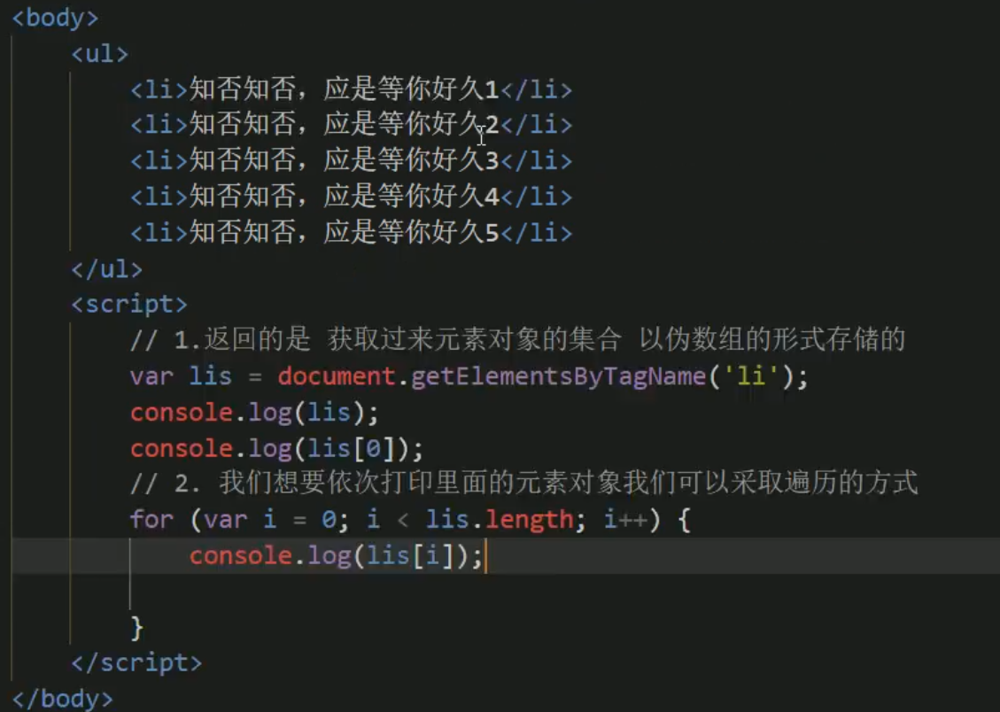 <body>
<ul>
<li>知否知否，应是等你好久1</li>
<li>知否知否，应是等你好久2</li>
<li>知否知否，应是等你好久3</li>
<li>知否知否，应是等你好久4</li>
<li>知否知否，应是等你好久5</li>
</ul>
<script>
// 1.返回的是 获取过来元素对象的集合 以伪数组的形式存储的
var lis = document.getElementsByTagName('li');
console.log(lis);
console.log(lis[0]);
// 2. 我们想要依次打印里面的元素对象我们可以采取遍历的方式
for (var i = 0; i < lis.length; i++) {
console.log(lis[i]);
}
</script>
</body>